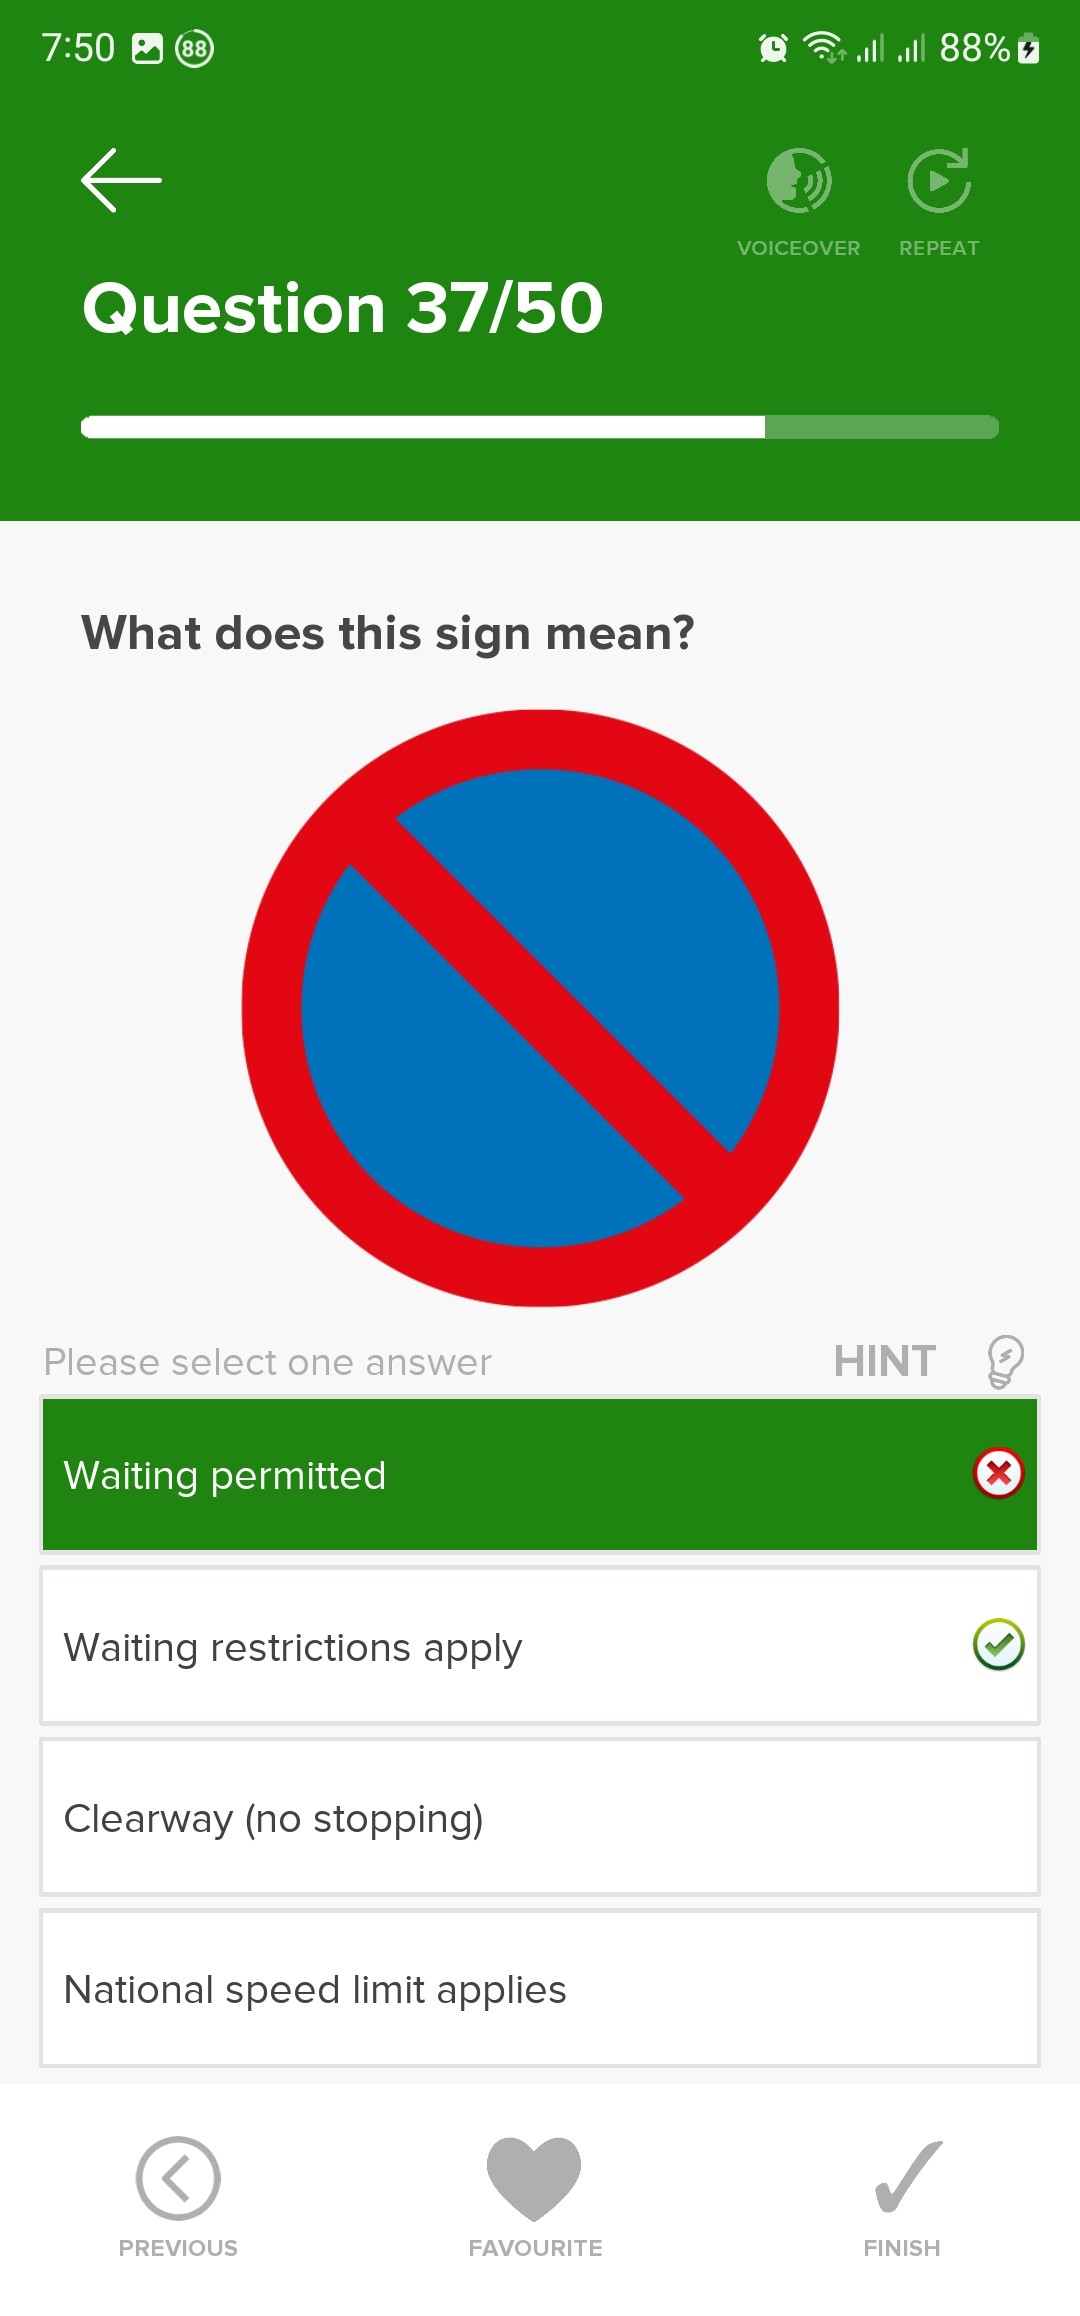 7:50 88 88%
VOICEOVER REPEAT
Question 37/50
What does this sign mean?
Please select one answer HINT
Waiting permitted
Waiting restrictions apply
Clearway (no stopping)
National speed limit applies
PREVIOUS FAVOURITE FINISH